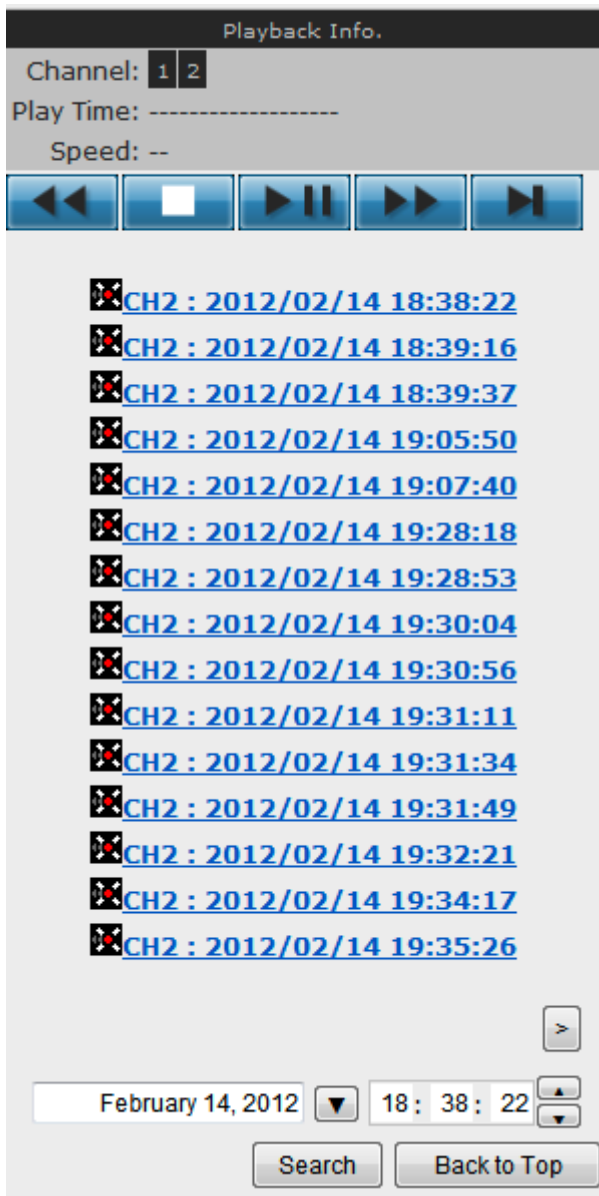 Playback Info.
Channel: 1 2
Play Time: -------------------
Speed: --
CH2 : 2012/02/14 18:38:22
CH2 : 2012/02/14 18:39:16
CH2 : 2012/02/14 18:39:37
CH2 : 2012/02/14 19:05:50
CH2 : 2012/02/14 19:07:40
CH2 : 2012/02/14 19:28:18
CH2 : 2012/02/14 19:28:53
CH2 : 2012/02/14 19:30:04
CH2 : 2012/02/14 19:30:56
CH2 : 2012/02/14 19:31:11
CH2 : 2012/02/14 19:31:34
CH2 : 2012/02/14 19:31:49
CH2 : 2012/02/14 19:32:21
CH2 : 2012/02/14 19:34:17
CH2 : 2012/02/14 19:35:26
>
February 14, 2012 18: 38: 22
Search Back to Top